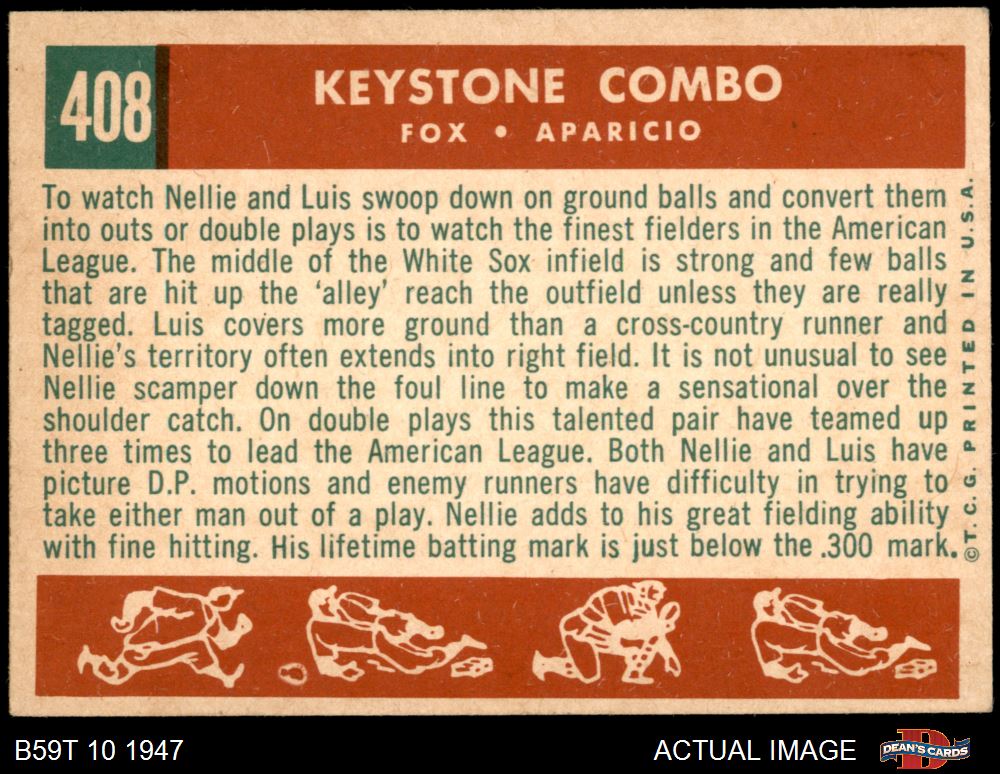 408
KEYSTONE COMBO
FOX • APARICIO
To watch Nellie and Luis swoop down on ground balls and convert them
into outs or double plays is to watch the finest fielders in the American
League. The middle of the White Sox infield is strong and few balls
that are hit up the ‘alley’ reach the outfield unless they are really
tagged. Luis covers more ground than a cross-country runner and
Nellie’s territory often extends into right field. It is not unusual to see
Nellie scamper down the foul line to make a sensational over the
shoulder catch. On double plays this talented pair have teamed up
three times to lead the American League. Both Nellie and Luis have
picture D.P. motions and enemy runners have difficulty in trying to
take either man out of a play. Nellie adds to his great fielding ability
with fine hitting. His lifetime batting mark is just below the .300 mark.
© T. C. G. PRINTED IN U.S.A.
B59T 10 1947
ACTUAL IMAGE
DEAN'S CARDS